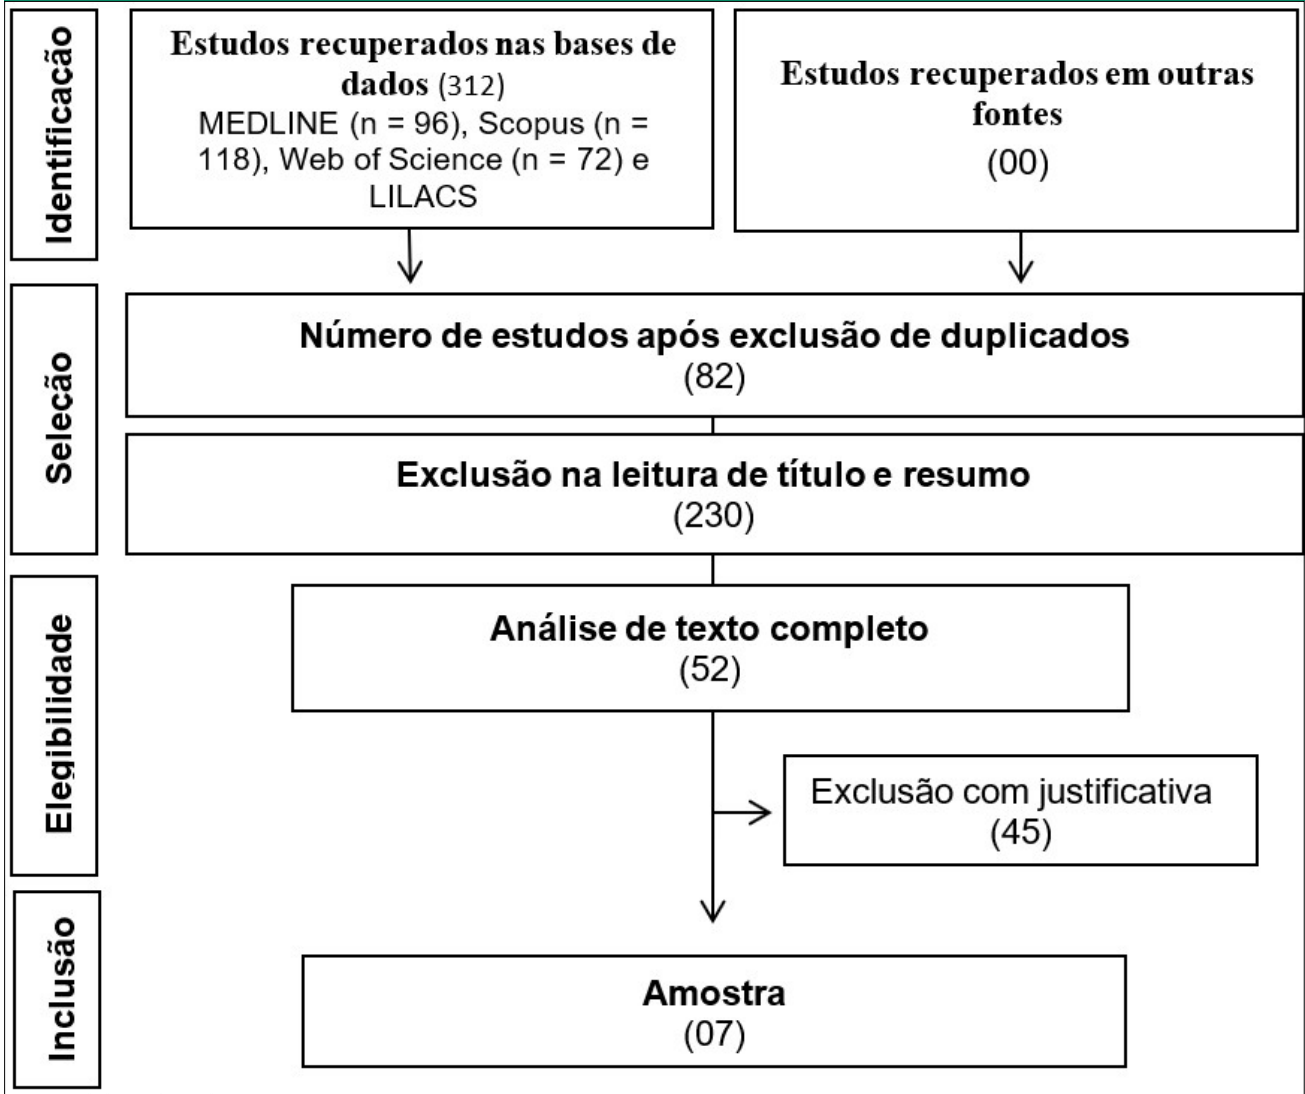 Identificação
Estudos recuperados nas bases de
dados (312)
MEDLINE (n = 96), Scopus (n =
118), Web of Science (n = 72) e
LILACS
Estudos recuperados em outras
fontes
(00)
Seleção
Número de estudos após exclusão de duplicados
(82)
Exclusão na leitura de título e resumo
(230)
Elegibilidade
Análise de texto completo
(52)
Exclusão com justificativa
(45)
Inclusão
Amostra
(07)